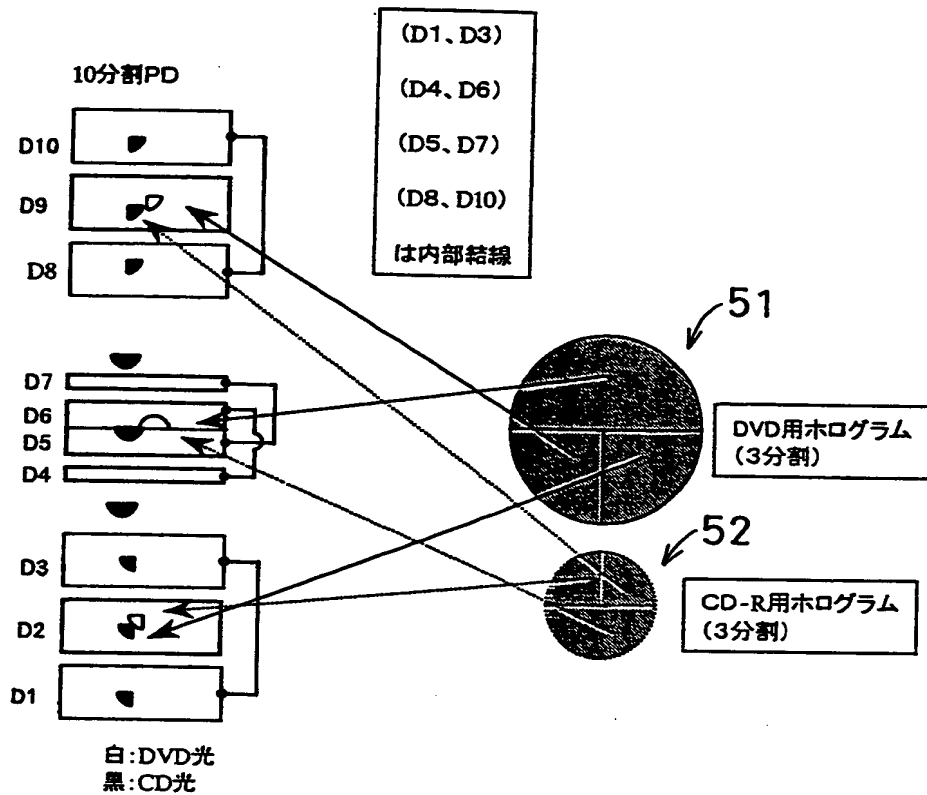 10分割PD
D10
D9
D8
D7
D6
D5
D4
D3
D2
D1
白:DVD光
黒:CD光
(D1、D3)
(D4、D6)
(D5、D7)
(D8、D10)
は内部結線
51
DVD用ホログラム
(3分割)
52
CD-R用ホログラム
(3分割)